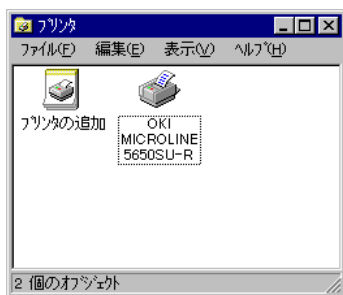 プリンタ
ファイル(F) 編集(E) 表示(V) ヘルプ(H)
プリンタの追加
OKI
MICROLINE
5650SU-R
2 個のオブジェクト